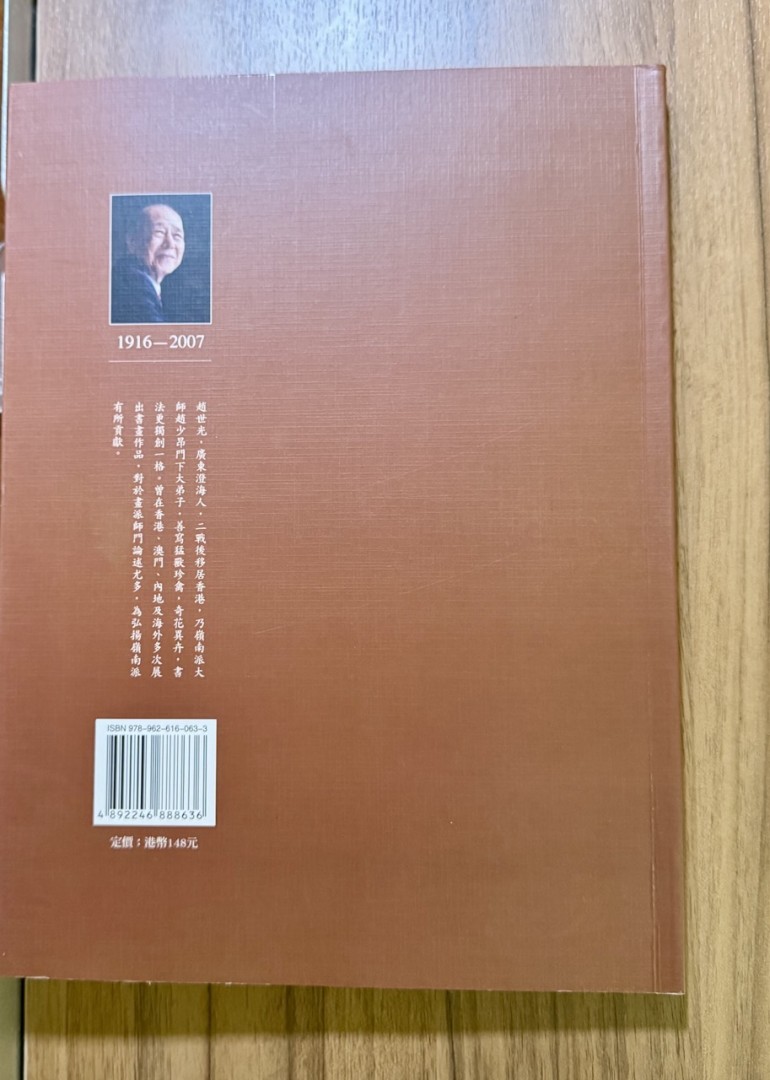 1916—2007
趙世光，廣東澄海人，二戰後移居香港，乃嶺南派大
師趙少昂門下大弟子，善寫猛獸珍禽，奇花異卉，書
法更獨創一格。曾在香港、澳門、內地及海外多次展
出書畫作品，對於畫派師門論述尤多，為弘揚嶺南派
有所貢獻。
ISBN 978-962-616-063-3
4 892246 888636
定價：港幣148元